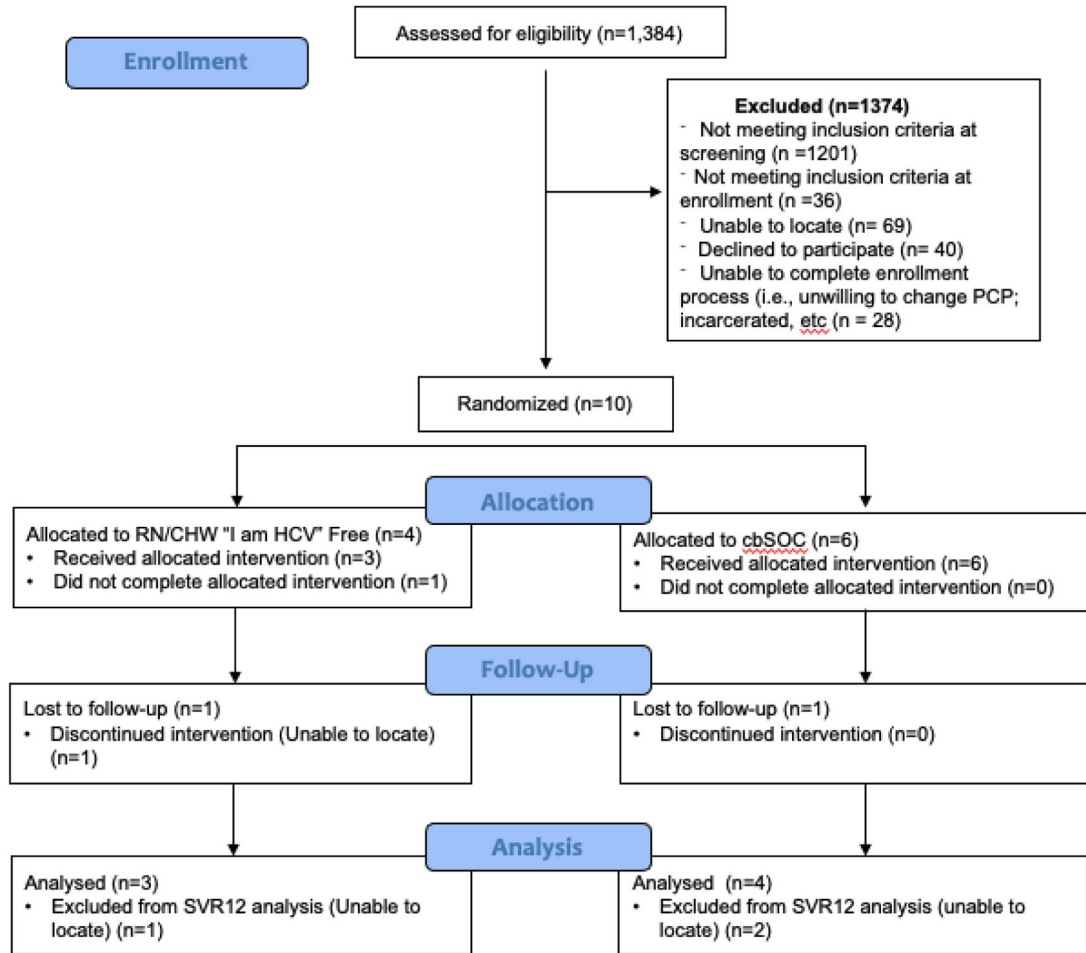 Assessed for eligibility (n=1,384)
Enrollment
Excluded (n=1374)
- Not meeting inclusion criteria at
screening (n =1201)
- Not meeting inclusion criteria at
enrollment (n =36)
- Unable to locate (n= 69)
- Declined to participate (n= 40)
- Unable to complete enrollment
process (i.e., unwilling to change PCP;
incarcerated, etc (n = 28)
Randomized (n=10)
Allocation
Allocated to RN/CHW "I am HCV" Free (n=4)
• Received allocated intervention (n=3)
• Did not complete allocated intervention (n=1)
Allocated to cbSOC (n=6)
• Received allocated intervention (n=6)
• Did not complete allocated intervention (n=0)
Follow-Up
Lost to follow-up (n=1)
• Discontinued intervention (Unable to locate)
(n=1)
Lost to follow-up (n=1)
• Discontinued intervention (n=0)
Analysis
Analysed (n=3)
• Excluded from SVR12 analysis (Unable to
locate) (n=1)
Analysed (n=4)
• Excluded from SVR12 analysis (unable to
locate) (n=2)